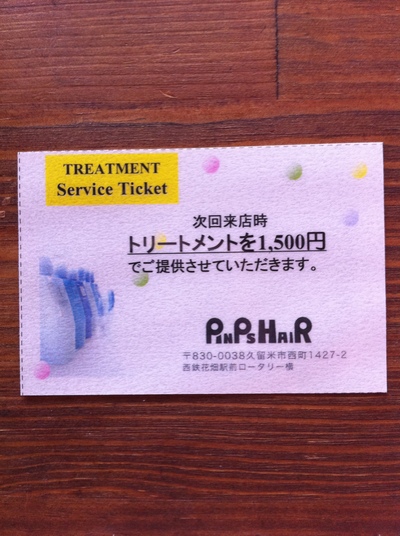 TREATMENT
Service Ticket
次回来店時
トリートメントを1,500円
でご提供させていただきます。
PiNPsHAiR
〒830-0038久留米市西町1427-2
西鉄花畑駅前ロータリー横